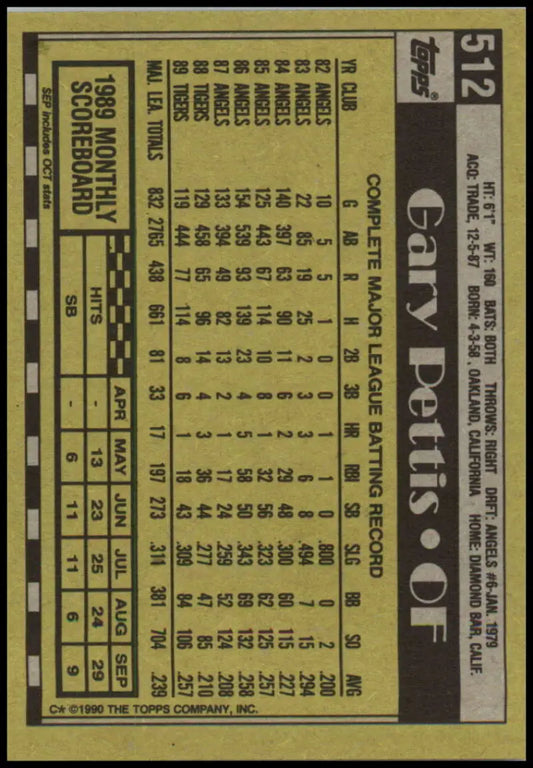 512
HT: 6'1" WT: 160 BATS: BOTH THROWS: RIGHT DRFT: ANGELS #6-JAN. 1979
ACQ: TRADE, 12-5-87 BORN: 4-3-58, OAKLAND, CALIFORNIA HOME: DIAMOND BAR, CALIF.
TOPPS®
Gary Pettis • OF
COMPLETE MAJOR LEAGUE BATTING RECORD
YR CLUB G AB R H 2B 3B HR RBI SB SLG BB SO AVG
82 ANGELS 10 5 5 1 0 0 1 1 0 .800 0 2 .200
83 ANGELS 22 85 19 25 2 3 3 6 8 .494 7 15 .294
84 ANGELS 140 397 63 90 11 6 2 29 48 .300 60 115 .227
85 ANGELS 125 443 67 114 10 8 1 32 56 .323 62 125 .257
86 ANGELS 154 539 93 139 23 4 5 58 50 .343 69 132 .258
87 ANGELS 133 394 49 82 13 2 1 17 24 .259 52 124 .208
88 TIGERS 129 458 65 96 14 4 3 36 44 .277 47 85 .210
89 TIGERS 119 444 77 114 8 6 1 18 43 .309 84 106 .257
MAJ. LEA. TOTALS 832 2765 438 661 81 33 17 197 273 .311 381 704 .239
1989 MONTHLY
SCOREBOARD
APR MAY JUN JUL AUG SEP
HITS - 13 23 25 24 29
SB - 6 11 11 6 9
SEP includes OCT stats
C* ©1990 THE TOPPS COMPANY, INC.